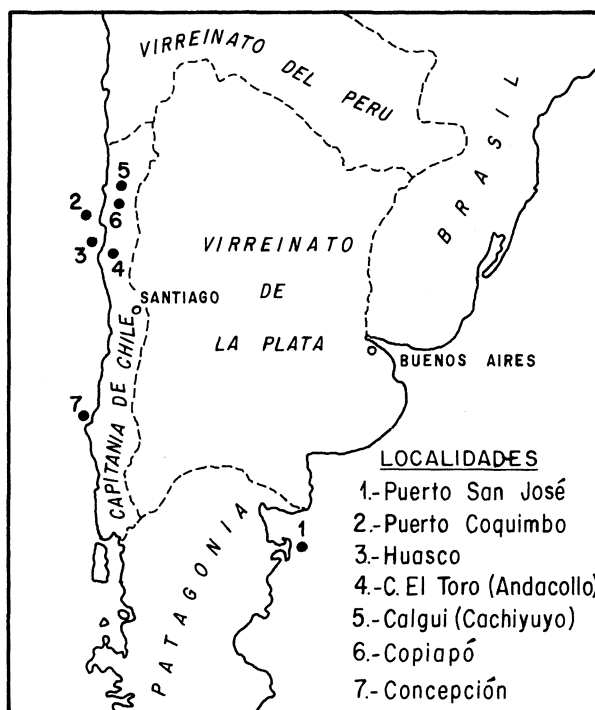 VIRREINATO
DEL PERU
BRASIL
5
2
6
3
4
VIRREINATO
DE
LA PLATA
SANTIAGO
BUENOS AIRES
CAPITANIA DE CHILE
7
PATAGONIA
1
LOCALIDADES
1.-Puerto San José
2.-Puerto Coquimbo
3.-Huasco
4.-C. El Toro (Andacollo)
5.-Calgui (Cachiyuyo)
6.-Copiapó
7.-Concepción